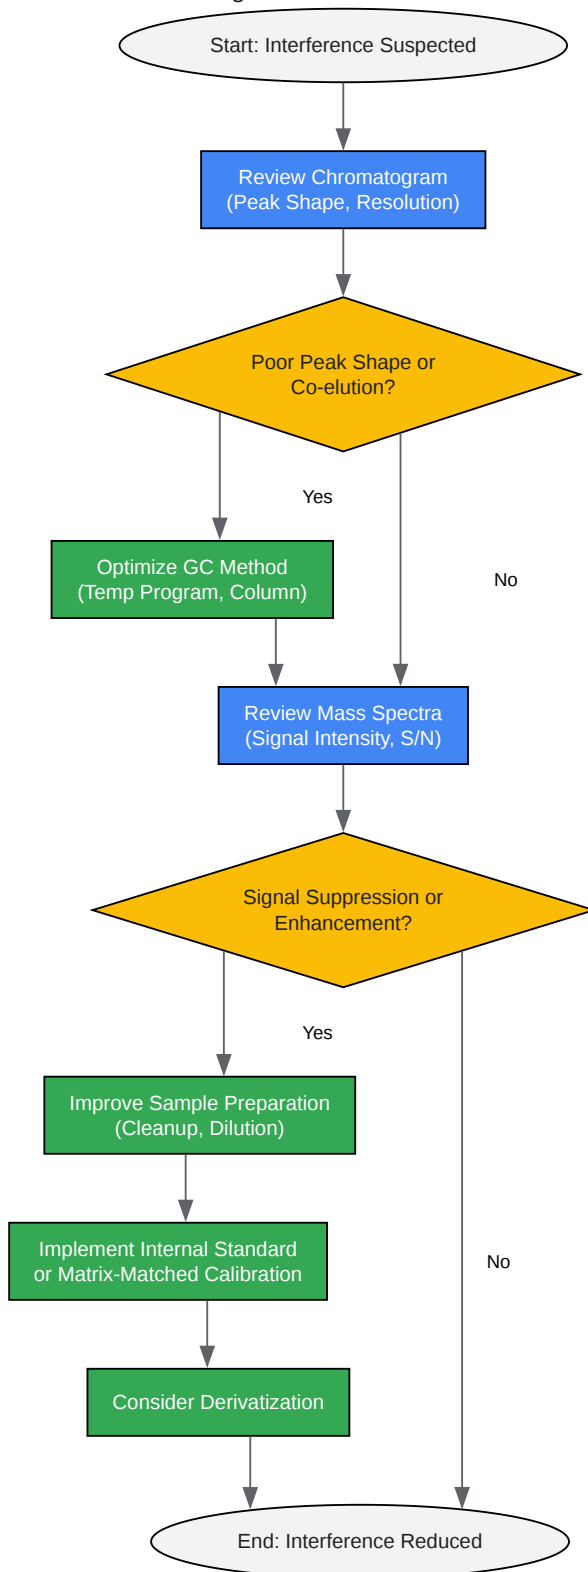 Start: Interference Suspected
Review Chromatogram
(Peak Shape, Resolution)
Poor Peak Shape or
Co-elution?
Yes
Optimize GC Method
(Temp Program, Column)
No
Review Mass Spectra
(Signal Intensity, S/N)
Signal Suppression or
Enhancement?
Yes
Improve Sample Preparation
(Cleanup, Dilution)
Implement Internal Standard
or Matrix-Matched Calibration
No
Consider Derivatization
End: Interference Reduced